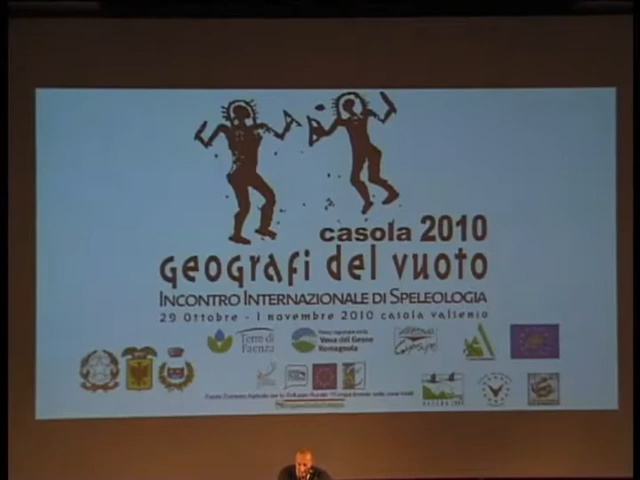 casola 2010
geografi del vuoto
INCONTRO INTERNAZIONALE DI SPELEOLOGIA
29 Ottobre - 1 novembre 2010 casola valsenio
Terre di
Faenza
Vena del Gesso
Romagnola